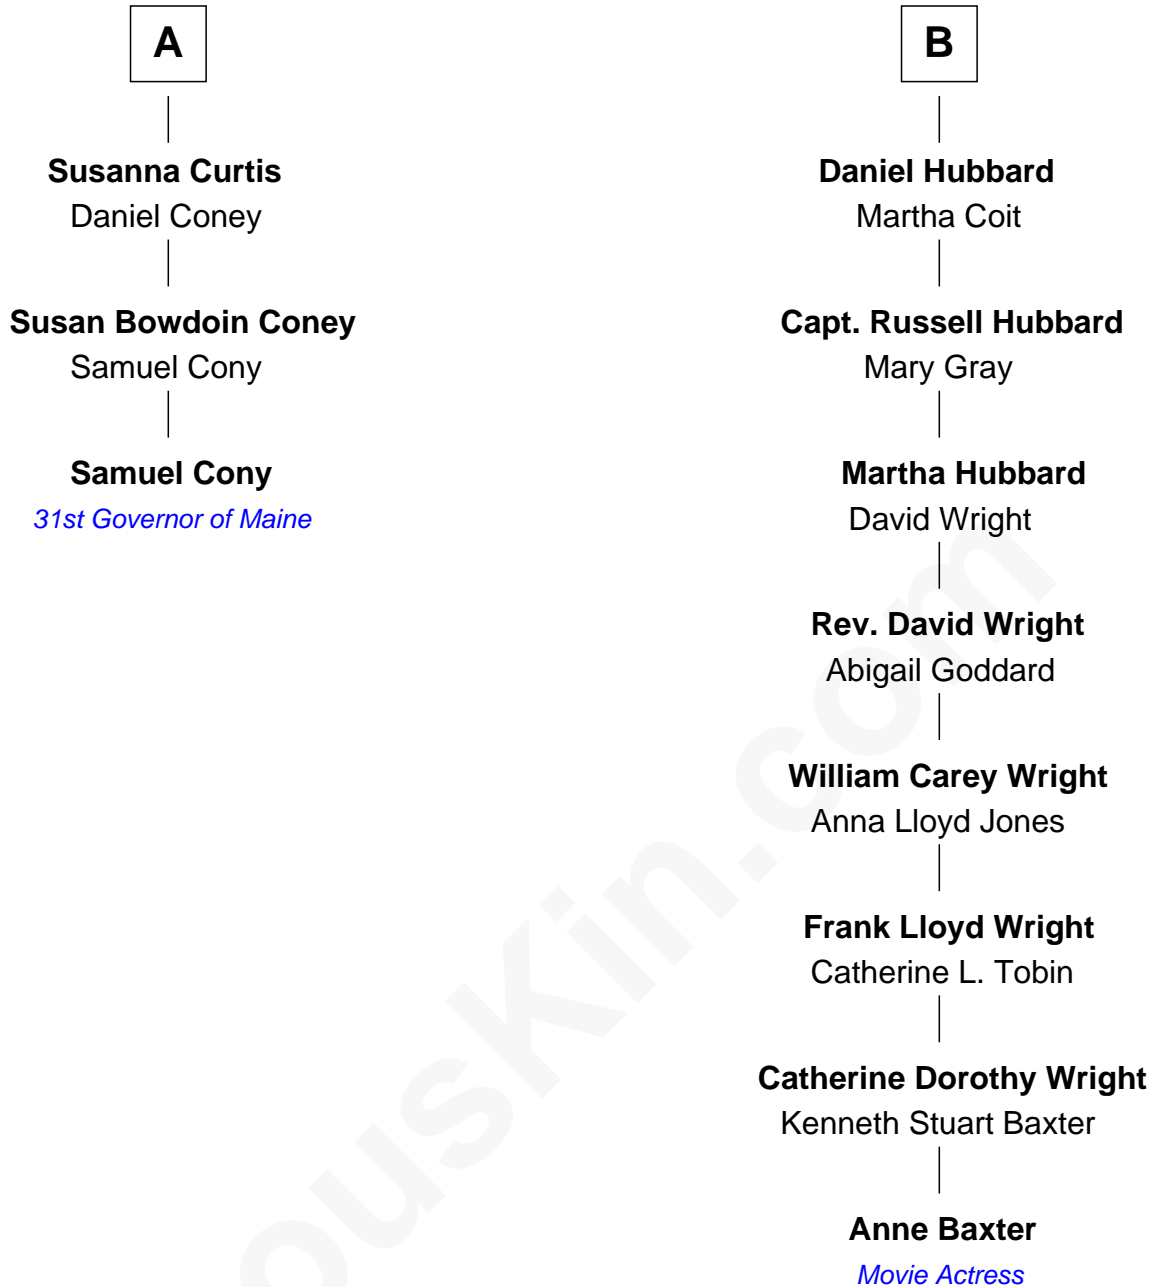 A
Susanna Curtis
Daniel Coney
Susan Bowdoin Coney
Samuel Cony
Samuel Cony
31st Governor of Maine
B
Daniel Hubbard
Martha Coit
Capt. Russell Hubbard
Mary Gray
Martha Hubbard
David Wright
Rev. David Wright
Abigail Goddard
William Carey Wright
Anna Lloyd Jones
Frank Lloyd Wright
Catherine L. Tobin
Catherine Dorothy Wright
Kenneth Stuart Baxter
Anne Baxter
Movie Actress
ousKin.com